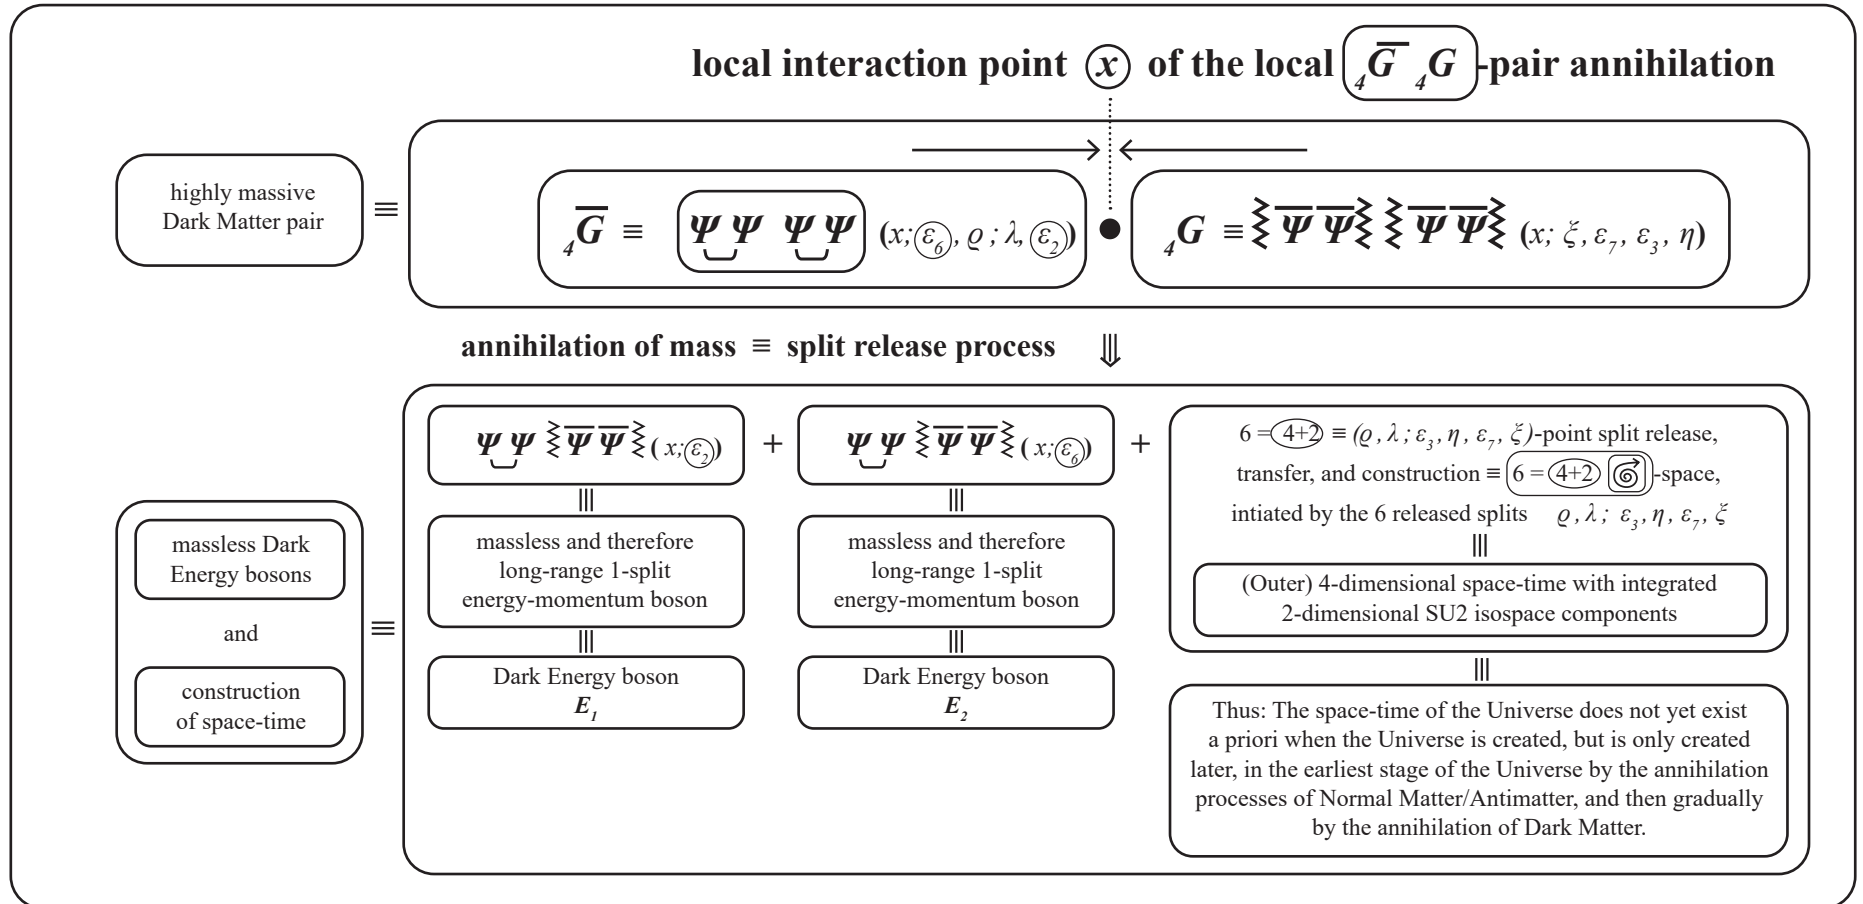 local interaction point x of the local ₄G̅ ₄G -pair annihilation
highly massive
Dark Matter pair
≡
₄G̅ ≡ ΨΨ ΨΨ (x; ε₆, ϱ ; λ, ε₂)
₄G ≡ Ψ̅ Ψ̅ Ψ̅ Ψ̅ (x; ξ, ε₇, ε₃, η)
annihilation of mass ≡ split release process ⇓
massless Dark
Energy bosons
and
construction
of space-time
≡
ΨΨ Ψ̅ Ψ̅ (x; ε₂)
massless and therefore
long-range 1-split
energy-momentum boson
Dark Energy boson
E₁
+
ΨΨ Ψ̅ Ψ̅ (x; ε₆)
massless and therefore
long-range 1-split
energy-momentum boson
Dark Energy boson
E₂
+
6 = 4+2 ≡ (ϱ, λ ; ε₃, η, ε₇, ξ)-point split release,
transfer, and construction ≡ 6 = 4+2 -space,
intiated by the 6 released splits ϱ, λ ; ε₃, η, ε₇, ξ
(Outer) 4-dimensional space-time with integrated
2-dimensional SU2 isospace components
Thus: The space-time of the Universe does not yet exist
a priori when the Universe is created, but is only created
later, in the earliest stage of the Universe by the annihilation
processes of Normal Matter/Antimatter, and then gradually
by the annihilation of Dark Matter.